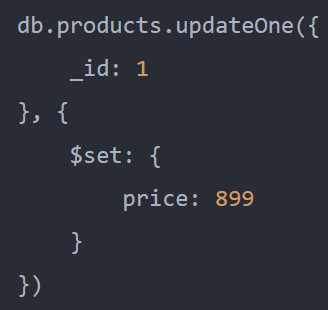 db.products.updateOne({
    _id: 1
}, {
    $set: {
        price: 899
    }
})